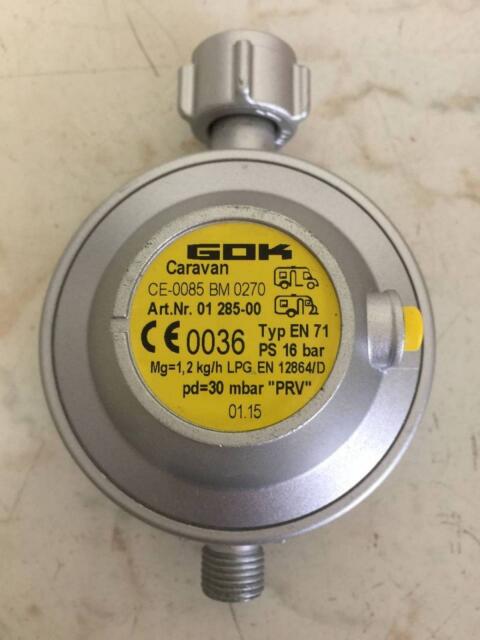 GOK
Caravan
CE-0085 BM 0270
Art.Nr. 01 285-00
CE 0036 Typ EN 71
PS 16 bar
Mg=1,2 kg/h LPG EN 12864/D
pd=30 mbar "PRV"
01.15